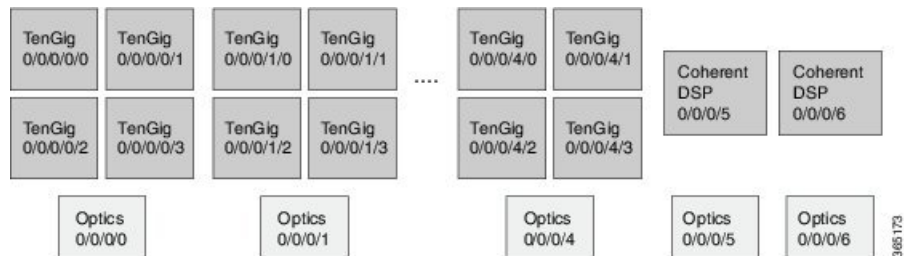 TenGig
0/0/0/0/0
TenGig
0/0/0/0/1
TenGig
0/0/0/1/0
TenGig
0/0/0/1/1
....
TenGig
0/0/0/4/0
TenGig
0/0/0/4/1
Coherent
DSP
0/0/0/5
Coherent
DSP
0/0/0/6
TenGig
0/0/0/0/2
TenGig
0/0/0/0/3
TenGig
0/0/0/1/2
TenGig
0/0/0/1/3
TenGig
0/0/0/4/2
TenGig
0/0/0/4/3
Optics
0/0/0/0
Optics
0/0/0/1
Optics
0/0/0/4
Optics
0/0/0/5
Optics
0/0/0/6
365173